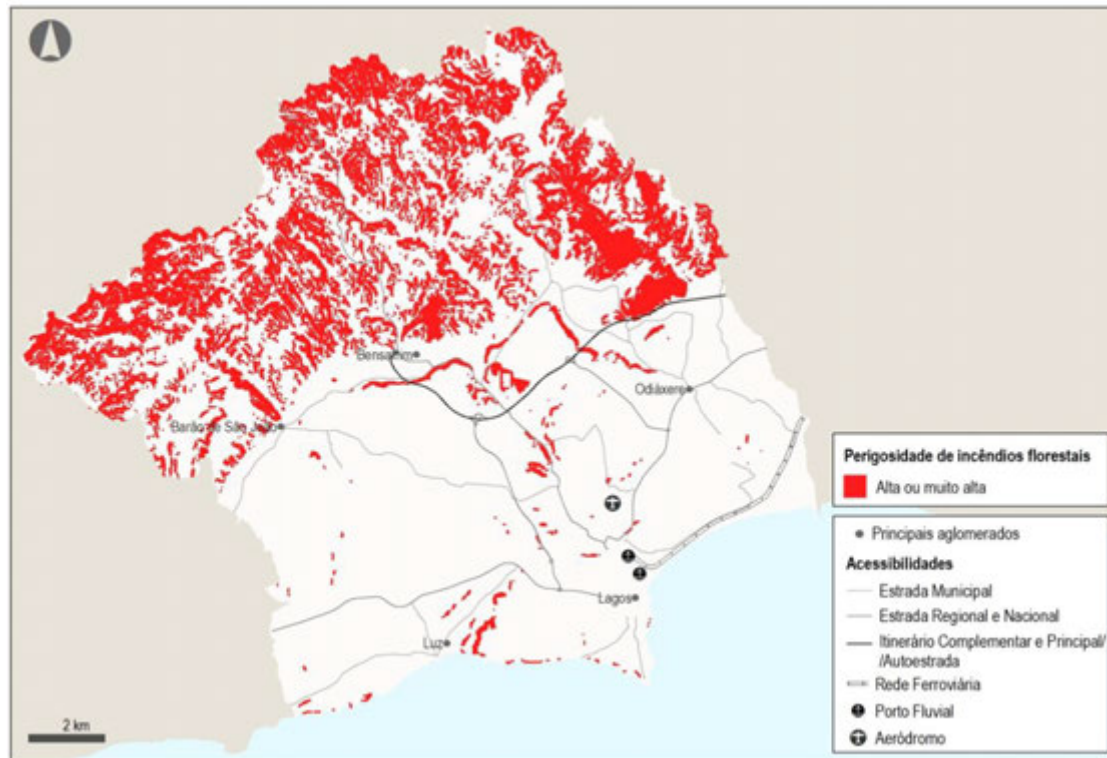 Bensafrim
Odiáxere
Barão de São João
Lagos
Luz
2 km
Perigosidade de incêndios florestais
Alta ou muito alta
Principais aglomerados
Acessibilidades
Estrada Municipal
Estrada Regional e Nacional
Itinerário Complementar e Principal/
/Autoestrada
Rede Ferroviária
Porto Fluvial
Aeródromo